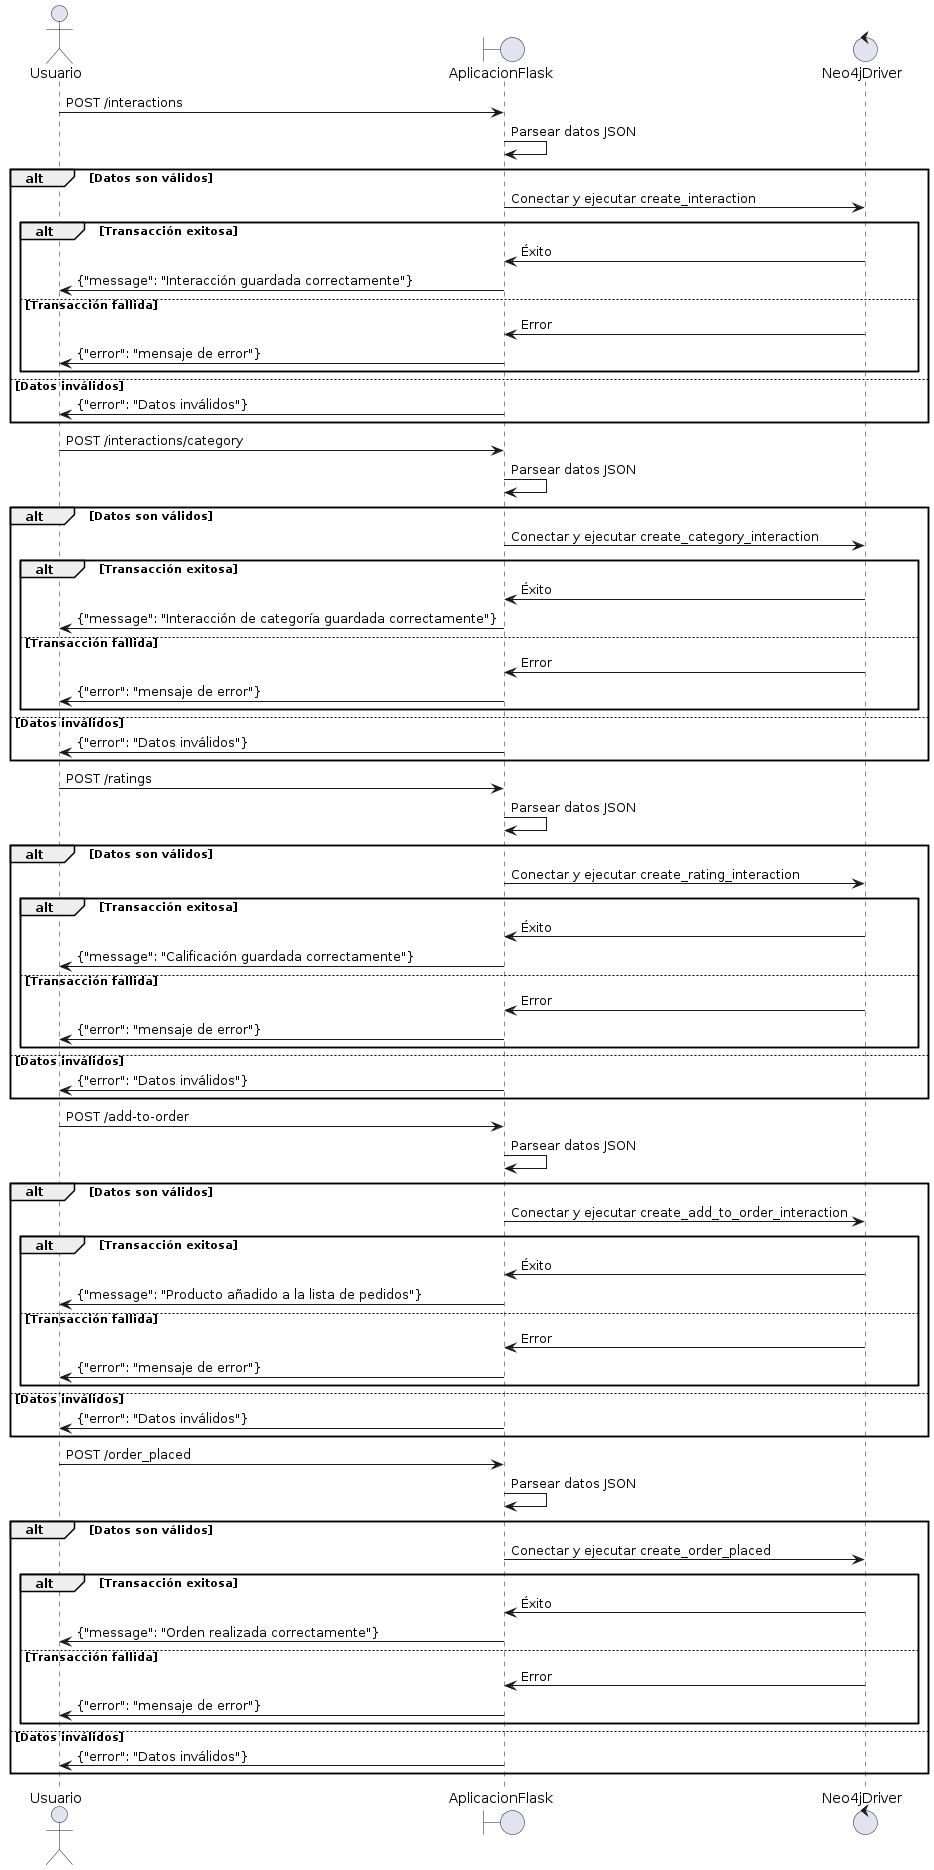 Usuario AplicacionFlask Neo4jDriver
POST /interactions
Parsear datos JSON
alt [Datos son válidos]
Conectar y ejecutar create_interaction
alt [Transacción exitosa]
Éxito
{"message": "Interacción guardada correctamente"}
[Transacción fallida]
Error
{"error": "mensaje de error"}
[Datos inválidos]
{"error": "Datos inválidos"}
POST /interactions/category
Parsear datos JSON
alt [Datos son válidos]
Conectar y ejecutar create_category_interaction
alt [Transacción exitosa]
Éxito
{"message": "Interacción de categoría guardada correctamente"}
[Transacción fallida]
Error
{"error": "mensaje de error"}
[Datos inválidos]
{"error": "Datos inválidos"}
POST /ratings
Parsear datos JSON
alt [Datos son válidos]
Conectar y ejecutar create_rating_interaction
alt [Transacción exitosa]
Éxito
{"message": "Calificación guardada correctamente"}
[Transacción fallida]
Error
{"error": "mensaje de error"}
[Datos inválidos]
{"error": "Datos inválidos"}
POST /add-to-order
Parsear datos JSON
alt [Datos son válidos]
Conectar y ejecutar create_add_to_order_interaction
alt [Transacción exitosa]
Éxito
{"message": "Producto añadido a la lista de pedidos"}
[Transacción fallida]
Error
{"error": "mensaje de error"}
[Datos inválidos]
{"error": "Datos inválidos"}
POST /order_placed
Parsear datos JSON
alt [Datos son válidos]
Conectar y ejecutar create_order_placed
alt [Transacción exitosa]
Éxito
{"message": "Orden realizada correctamente"}
[Transacción fallida]
Error
{"error": "mensaje de error"}
[Datos inválidos]
{"error": "Datos inválidos"}
Usuario AplicacionFlask Neo4jDriver